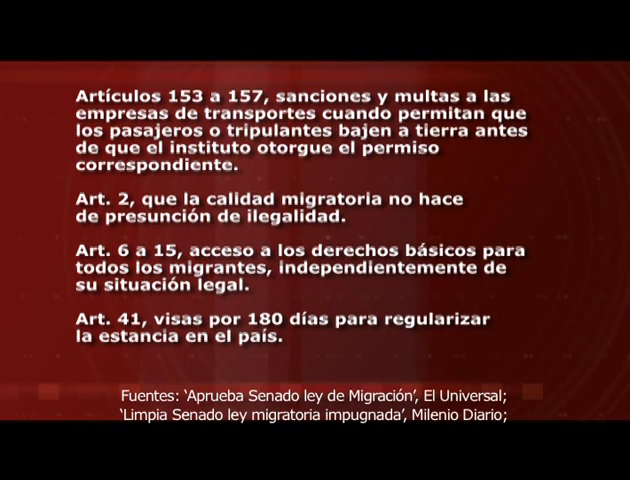 Artículos 153 a 157, sanciones y multas a las
empresas de transportes cuando permitan que
los pasajeros o tripulantes bajen a tierra antes
de que el instituto otorgue el permiso
correspondiente.
Art. 2, que la calidad migratoria no hace
de presunción de ilegalidad.
Art. 6 a 15, acceso a los derechos básicos para
todos los migrantes, independientemente de
su situación legal.
Art. 41, visas por 180 días para regularizar
la estancia en el país.
Fuentes: ‘Aprueba Senado ley de Migración’, El Universal;
‘Limpia Senado ley migratoria impugnada’, Milenio Diario;